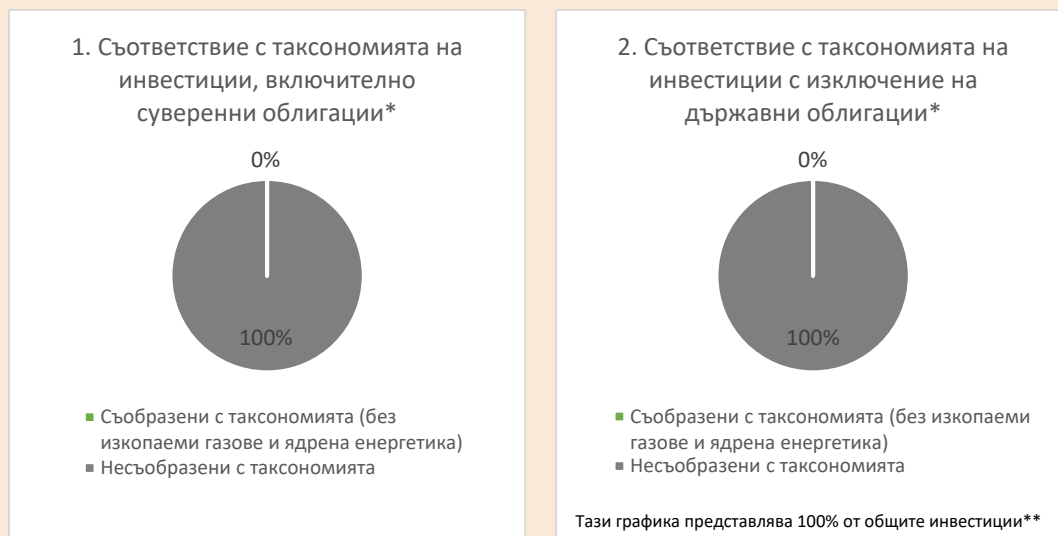 1. Съответствие с таксономията на
инвестиции, включително
суверенни облигации*
0%
100%
Съобразени с таксономията (без
изкопаеми газове и ядрена енергетика)
Несъобразени с таксономията
2. Съответствие с таксономията на
инвестиции с изключение на
държавни облигации*
0%
100%
Съобразени с таксономията (без изкопаеми
газове и ядрена енергетика)
Несъобразени с таксономията
Тази графика представлява 100% от общите инвестиции**